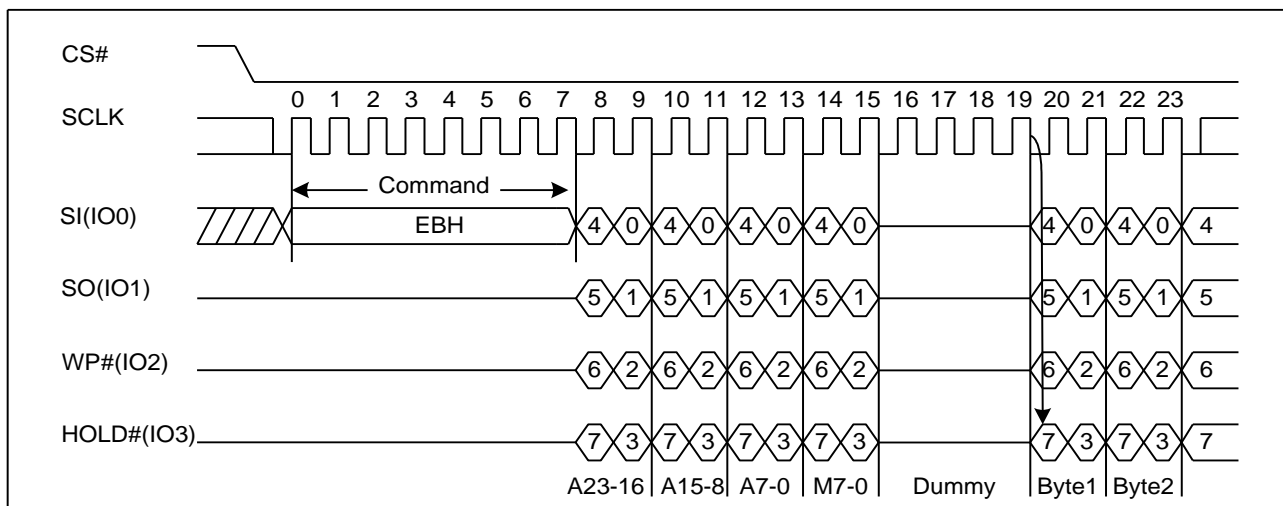 CS#
0 1 2 3 4 5 6 7 8 9 10 11 12 13 14 15 16 17 18 19 20 21 22 23
SCLK
Command
SI(IO0)
EBH
4 0 4 0 4 0 4 0 4 0 4 0 4
SO(IO1)
5 1 5 1 5 1 5 1 5 1 5 1 5
WP#(IO2)
6 2 6 2 6 2 6 2 6 2 6 2 6
HOLD#(IO3)
7 3 7 3 7 3 7 3 7 3 7 3 7
A23-16 A15-8 A7-0 M7-0 Dummy Byte1 Byte2